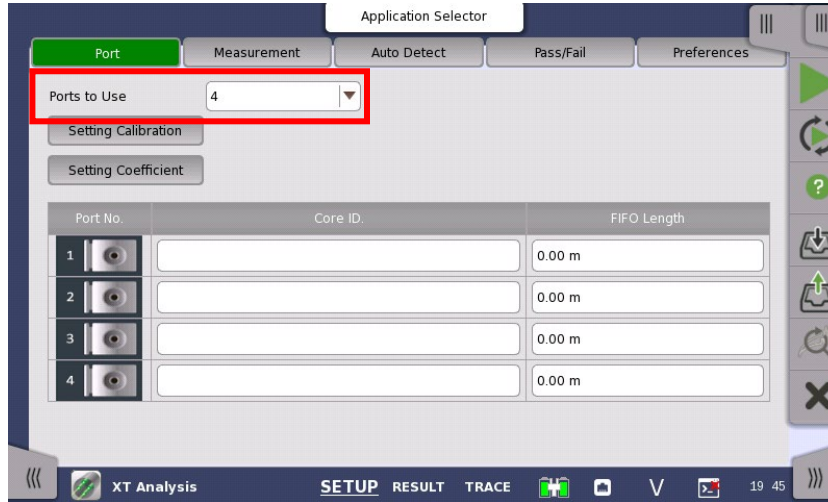 Application Selector
Port Measurement Auto Detect Pass/Fail Preferences
Ports to Use 4
Setting Calibration
Setting Coefficient
Port No. Core ID. FIFO Length
1 0.00 m
2 0.00 m
3 0.00 m
4 0.00 m
XT Analysis SETUP RESULT TRACE V 19 45